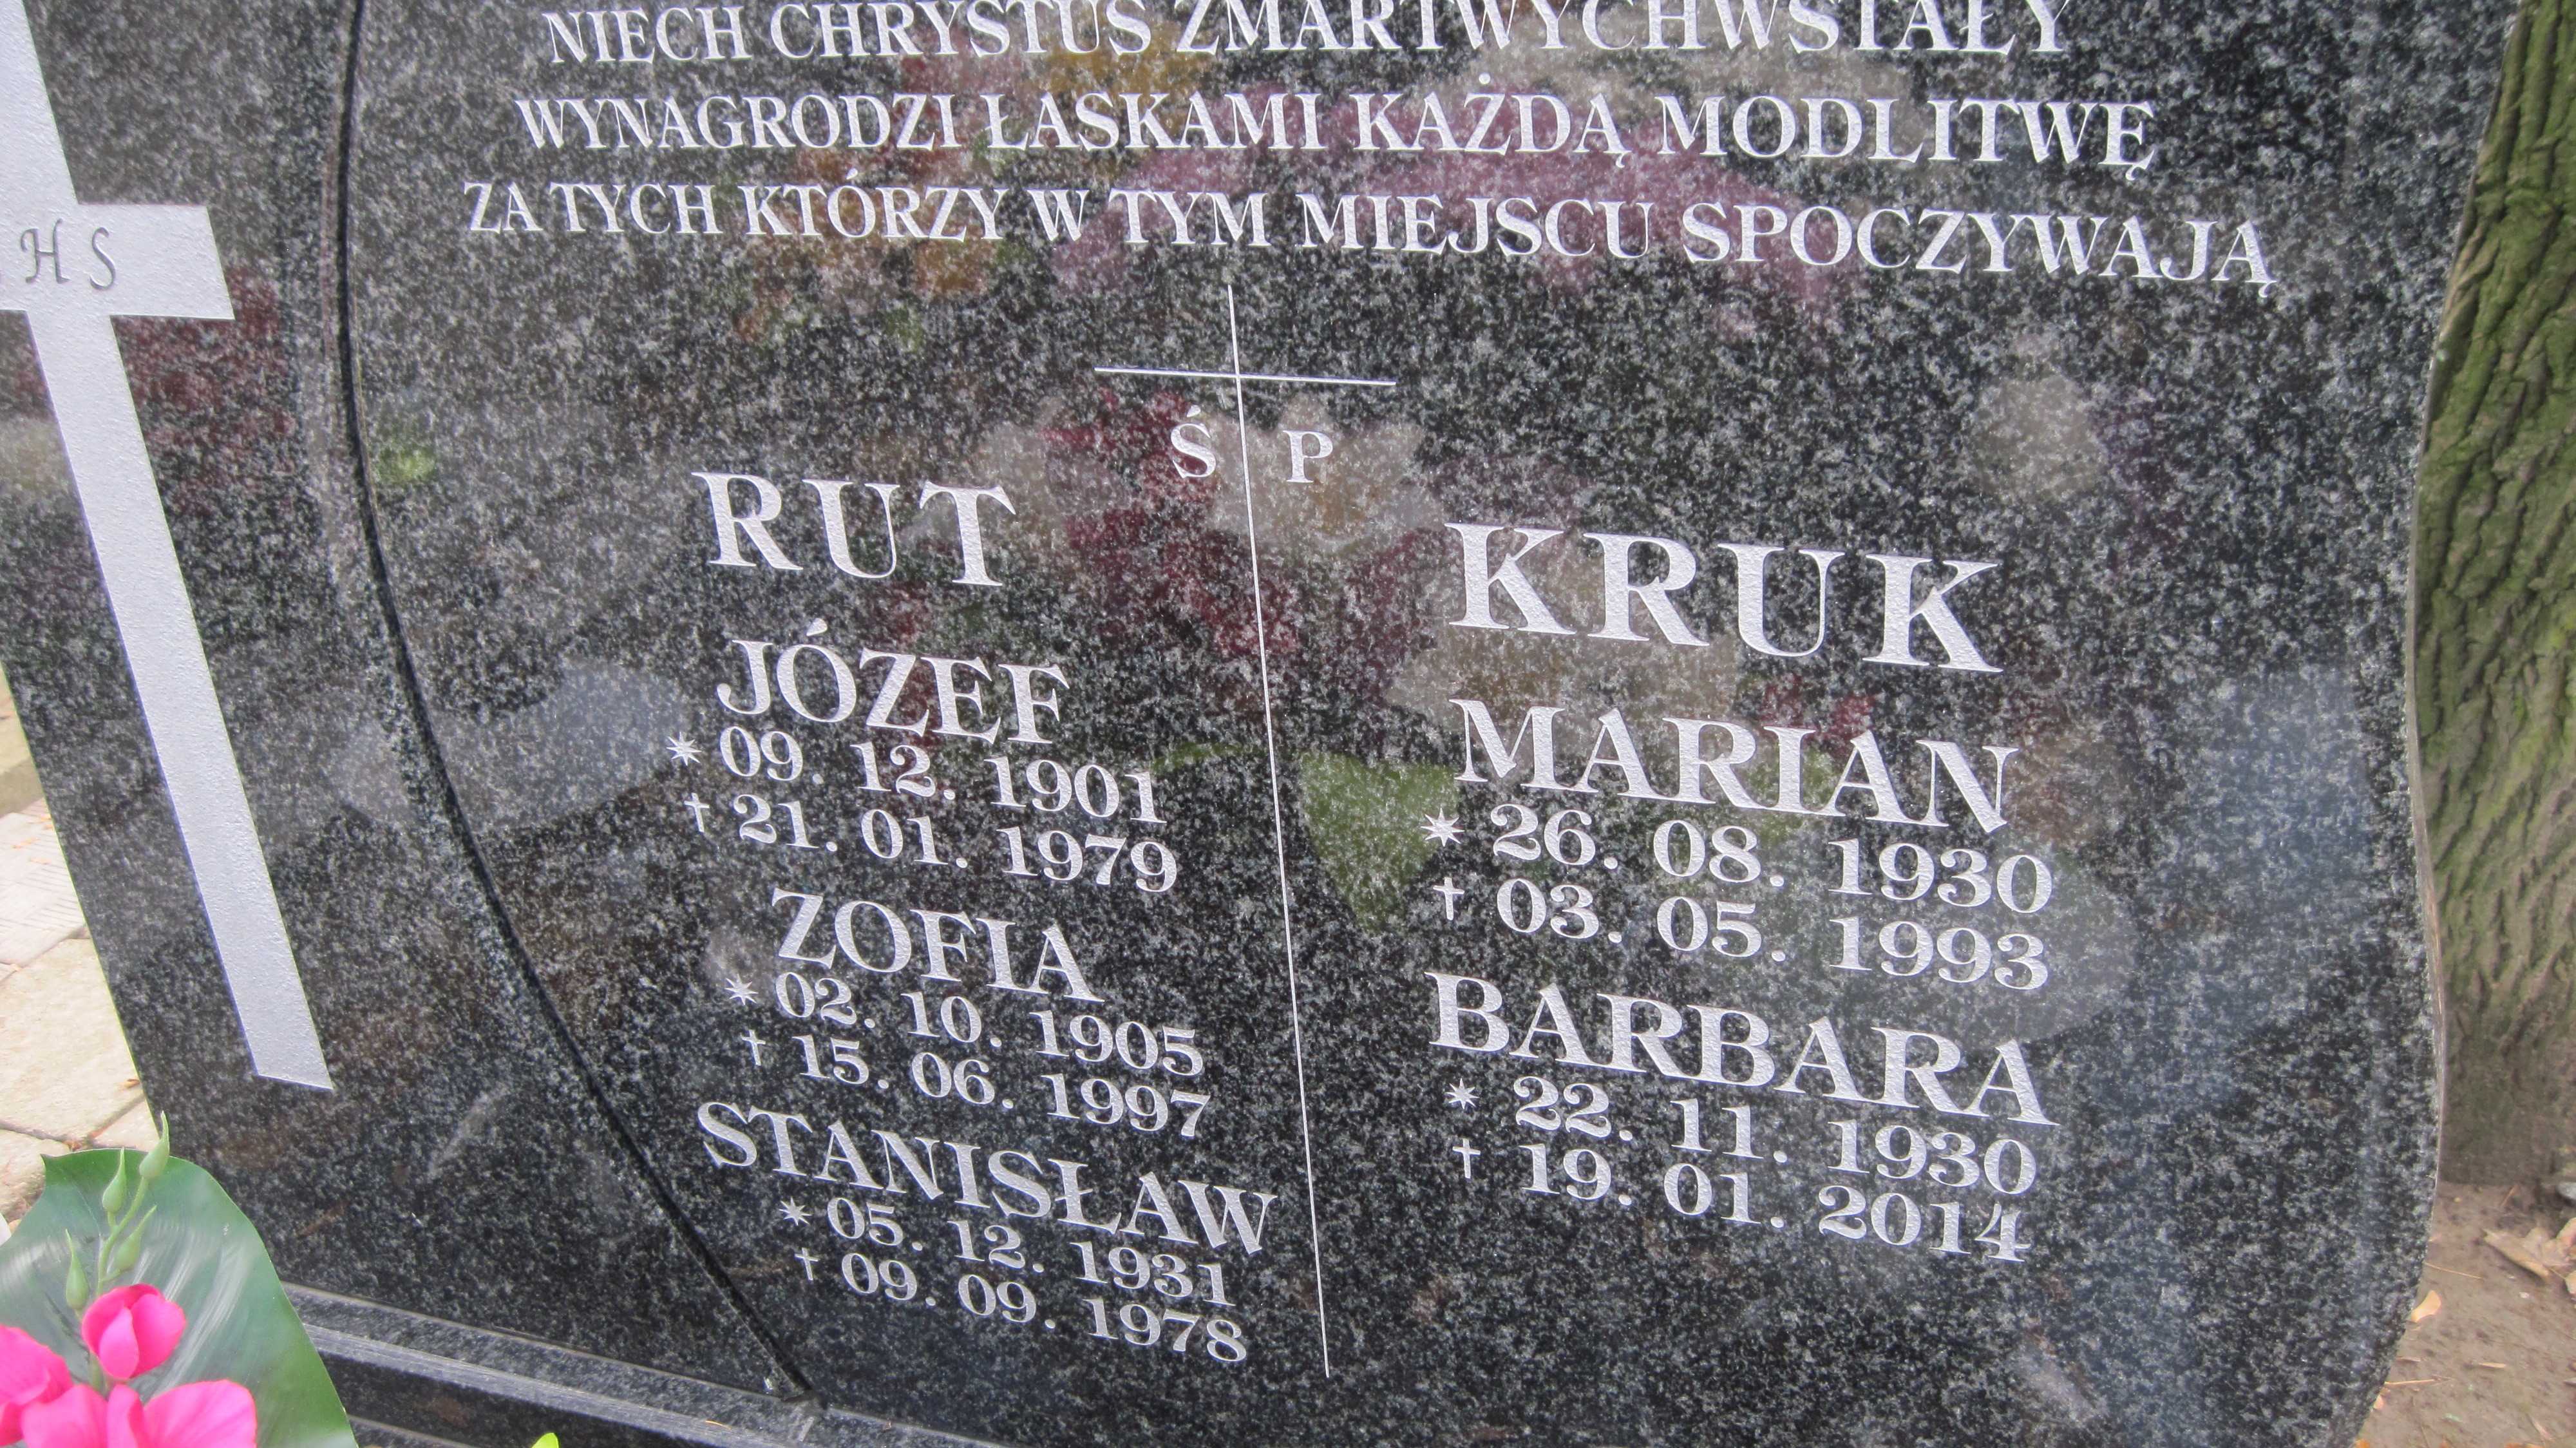 NIECH CHRYSTUS ZMARTWYCHWSTAŁY
WYNAGRODZI ŁASKAMI KAŻDĄ MODLITWĘ
ZA TYCH KTÓRZY W TYM MIEJSCU SPOCZYWAJĄ
HS
Ś P
RUT
JÓZEF
* 09. 12. 1901
† 21. 01. 1979
ZOFIA
* 02. 10. 1905
† 15. 06. 1997
STANISŁAW
* 05. 12. 1931
† 09. 09. 1978
KRUK
MARIAN
* 26. 08. 1930
† 03. 05. 1993
BARBARA
* 22. 11. 1930
† 19. 01. 2014